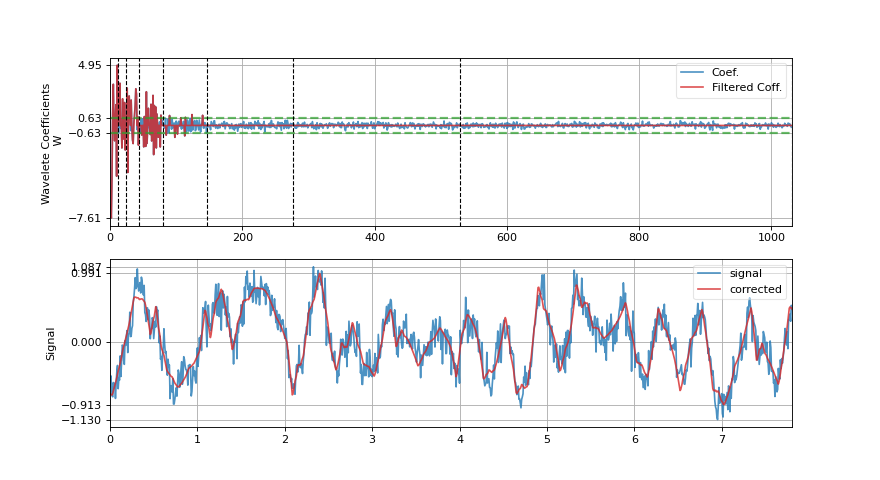 4.95
0.63
−0.63
−7.61
Wavelete Coefficients
W
Coef.
Filtered Coff.
0 200 400 600 800 1000
1.087
0.991
0.000
−0.913
−1.130
Signal
signal
corrected
0 1 2 3 4 5 6 7